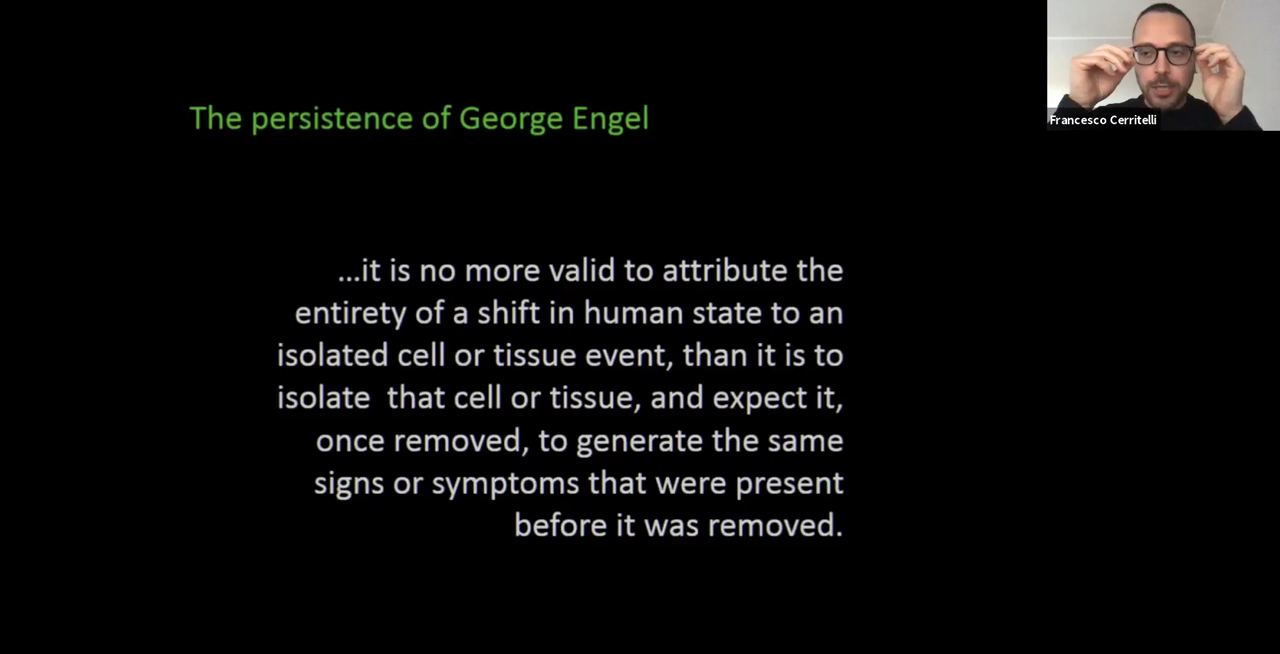 The persistence of George Engel
...it is no more valid to attribute the
entirety of a shift in human state to an
isolated cell or tissue event, than it is to
isolate  that cell or tissue, and expect it,
once removed, to generate the same
signs or symptoms that were present
before it was removed.
Francesco Cerritelli